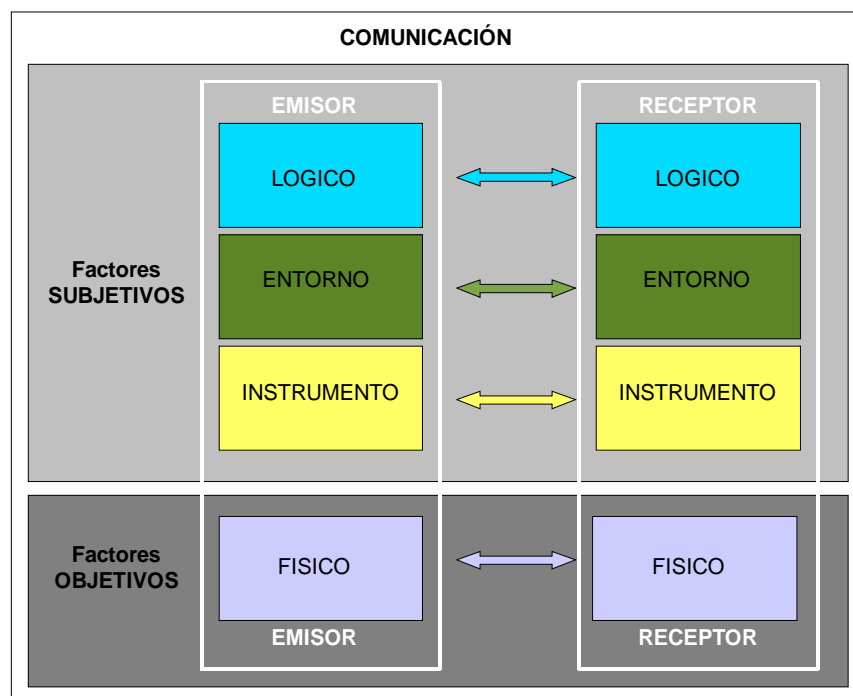 COMUNICACIÓN
EMISOR
RECEPTOR
LOGICO
LOGICO
Factores
SUBJETIVOS
ENTORNO
ENTORNO
INSTRUMENTO
INSTRUMENTO
Factores
OBJETIVOS
FISICO
FISICO
EMISOR
RECEPTOR